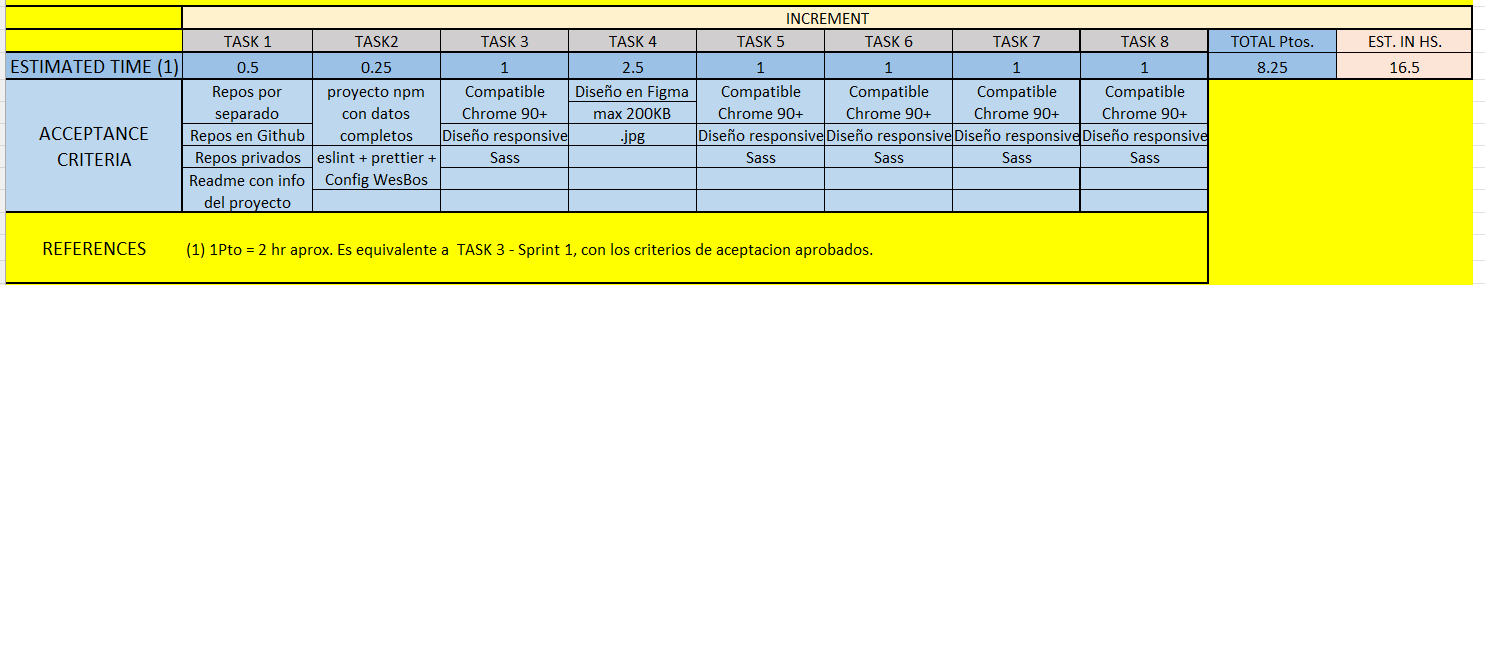 INCREMENT
TASK 1 TASK2 TASK 3 TASK 4 TASK 5 TASK 6 TASK 7 TASK 8 TOTAL Ptos. EST. IN HS.
ESTIMATED TIME (1) 0.5 0.25 1 2.5 1 1 1 1 8.25 16.5
ACCEPTANCE
CRITERIA
Repos por
separado
Repos en Github
Repos privados
Readme con info
del proyecto
proyecto npm
con datos
completos
eslint + prettier +
Config WesBos
Compatible
Chrome 90+
Diseño responsive
Sass
Diseño en Figma
max 200KB
.jpg
Compatible
Chrome 90+
Diseño responsive
Sass
Compatible
Chrome 90+
Diseño responsive
Sass
Compatible
Chrome 90+
Diseño responsive
Sass
Compatible
Chrome 90+
Diseño responsive
Sass
REFERENCES (1) 1Pto = 2 hr aprox. Es equivalente a TASK 3 - Sprint 1, con los criterios de aceptacion aprobados.